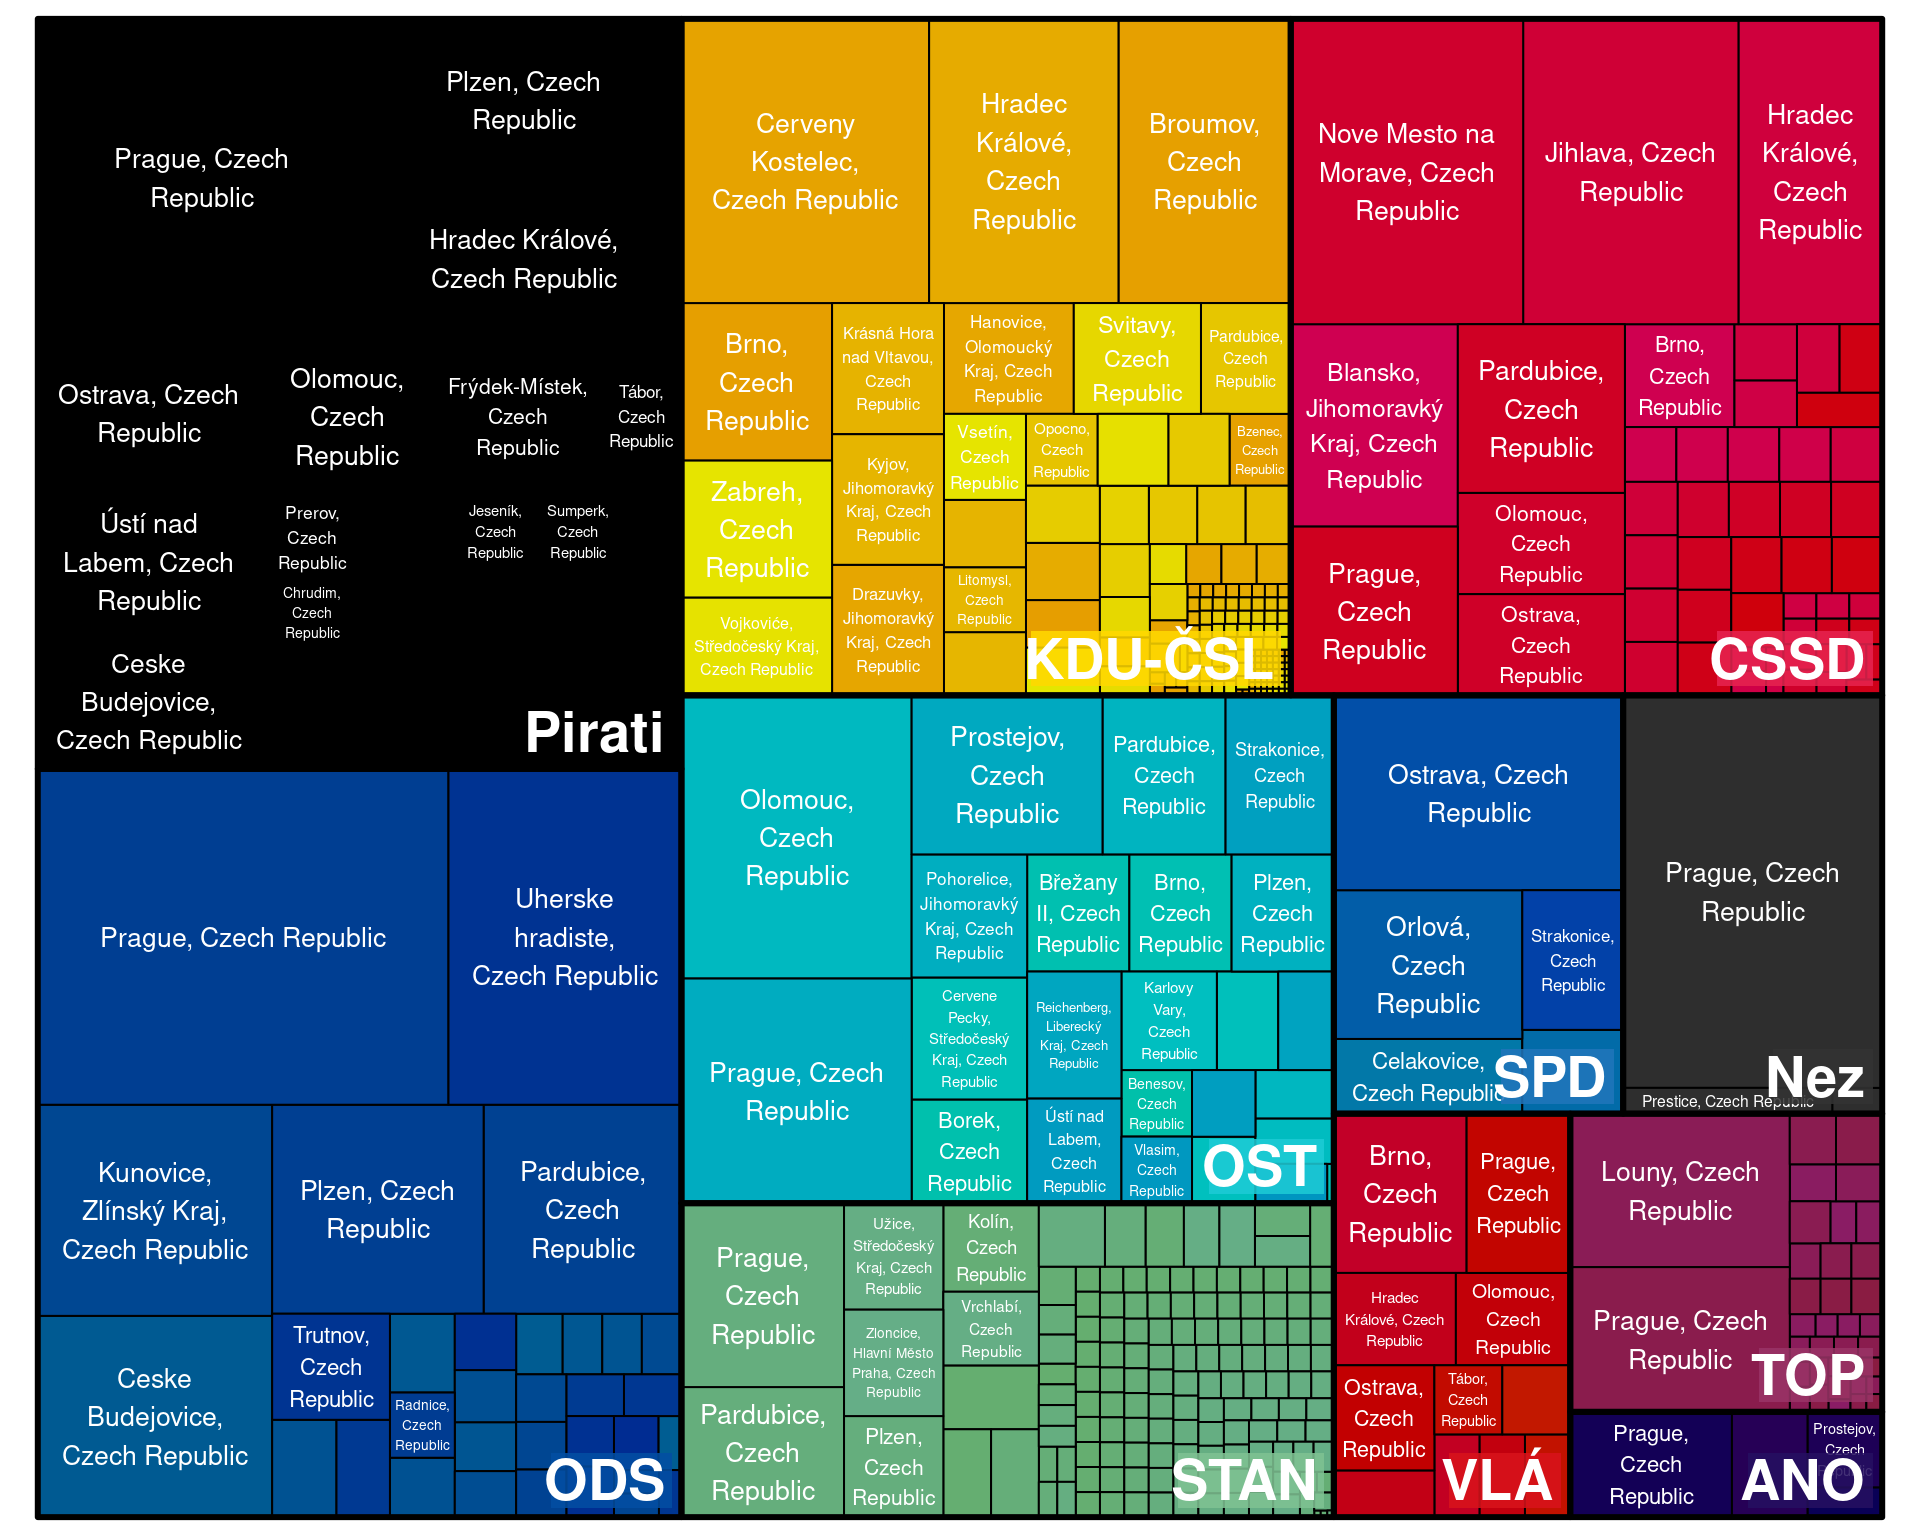 Prague, Czech
Republic
Plzen, Czech
Republic
Hradec Králové,
Czech Republic
Ostrava, Czech
Republic
Olomouc,
Czech
Republic
Frýdek-Místek,
Czech
Republic
Tábor,
Czech
Republic
Ústí nad
Labem, Czech
Republic
Prerov,
Czech
Republic
Jeseník,
Czech
Republic
Sumperk,
Czech
Republic
Chrudim,
Czech
Republic
Ceske
Budejovice,
Czech Republic
Pirati
Cerveny
Kostelec,
Czech Republic
Hradec
Králové,
Czech
Republic
Broumov,
Czech
Republic
Brno,
Czech
Republic
Krásná Hora
nad Vltavou,
Czech
Republic
Hanovice,
Olomoucký
Kraj, Czech
Republic
Svitavy,
Czech
Republic
Pardubice,
Czech
Republic
Zabreh,
Czech
Republic
Kyjov,
Jihomoravký
Kraj, Czech
Republic
Vsetín,
Czech
Republic
Opocno,
Czech
Republic
Bzenec,
Czech
Republic
Vojkoviće,
Středočeský Kraj,
Czech Republic
Drazuvky,
Jihomoravký
Kraj, Czech
Republic
Litomysl,
Czech
Republic
KDU-ČSL
Nove Mesto na
Morave, Czech
Republic
Jihlava, Czech
Republic
Hradec
Králové,
Czech
Republic
Blansko,
Jihomoravký
Kraj, Czech
Republic
Pardubice,
Czech
Republic
Brno,
Czech
Republic
Prague,
Czech
Republic
Olomouc,
Czech
Republic
Ostrava,
Czech
Republic
CSSD
Prague, Czech Republic
Uherske
hradiste,
Czech Republic
Kunovice,
Zlínský Kraj,
Czech Republic
Plzen, Czech
Republic
Pardubice,
Czech
Republic
Ceske
Budejovice,
Czech Republic
Trutnov,
Czech
Republic
Radnice,
Czech
Republic
ODS
Olomouc,
Czech
Republic
Prostejov,
Czech
Republic
Pardubice,
Czech
Republic
Strakonice,
Czech
Republic
Pohorelice,
Jihomoravký
Kraj, Czech
Republic
Břežany
II, Czech
Republic
Brno,
Czech
Republic
Plzen,
Czech
Republic
Prague, Czech
Republic
Cervene
Pecky,
Středočeský
Kraj, Czech
Republic
Reichenberg,
Liberecký
Kraj, Czech
Republic
Karlovy
Vary,
Czech
Republic
Borek,
Czech
Republic
Ústí nad
Labem,
Czech
Republic
Benesov,
Czech
Republic
Vlasim,
Czech
Republic
OST
Prague,
Czech
Republic
Užice,
Středočeský
Kraj, Czech
Republic
Kolín,
Czech
Republic
Zloncice,
Hlavní Město
Praha, Czech
Republic
Vrchlabí,
Czech
Republic
Pardubice,
Czech
Republic
Plzen,
Czech
Republic
STAN
Ostrava, Czech
Republic
Orlová,
Czech
Republic
Strakonice,
Czech
Republic
Celakovice,
Czech Republic
SPD
Prague, Czech
Republic
Prestice, Czech Republic
Nez
Brno,
Czech
Republic
Prague,
Czech
Republic
Hradec
Králové, Czech
Republic
Olomouc,
Czech
Republic
Ostrava,
Czech
Republic
Tábor,
Czech
Republic
VLÁ
Louny, Czech
Republic
Prague, Czech
Republic
TOP
Prague,
Czech
Republic
Prostejov,
Czech
ANO